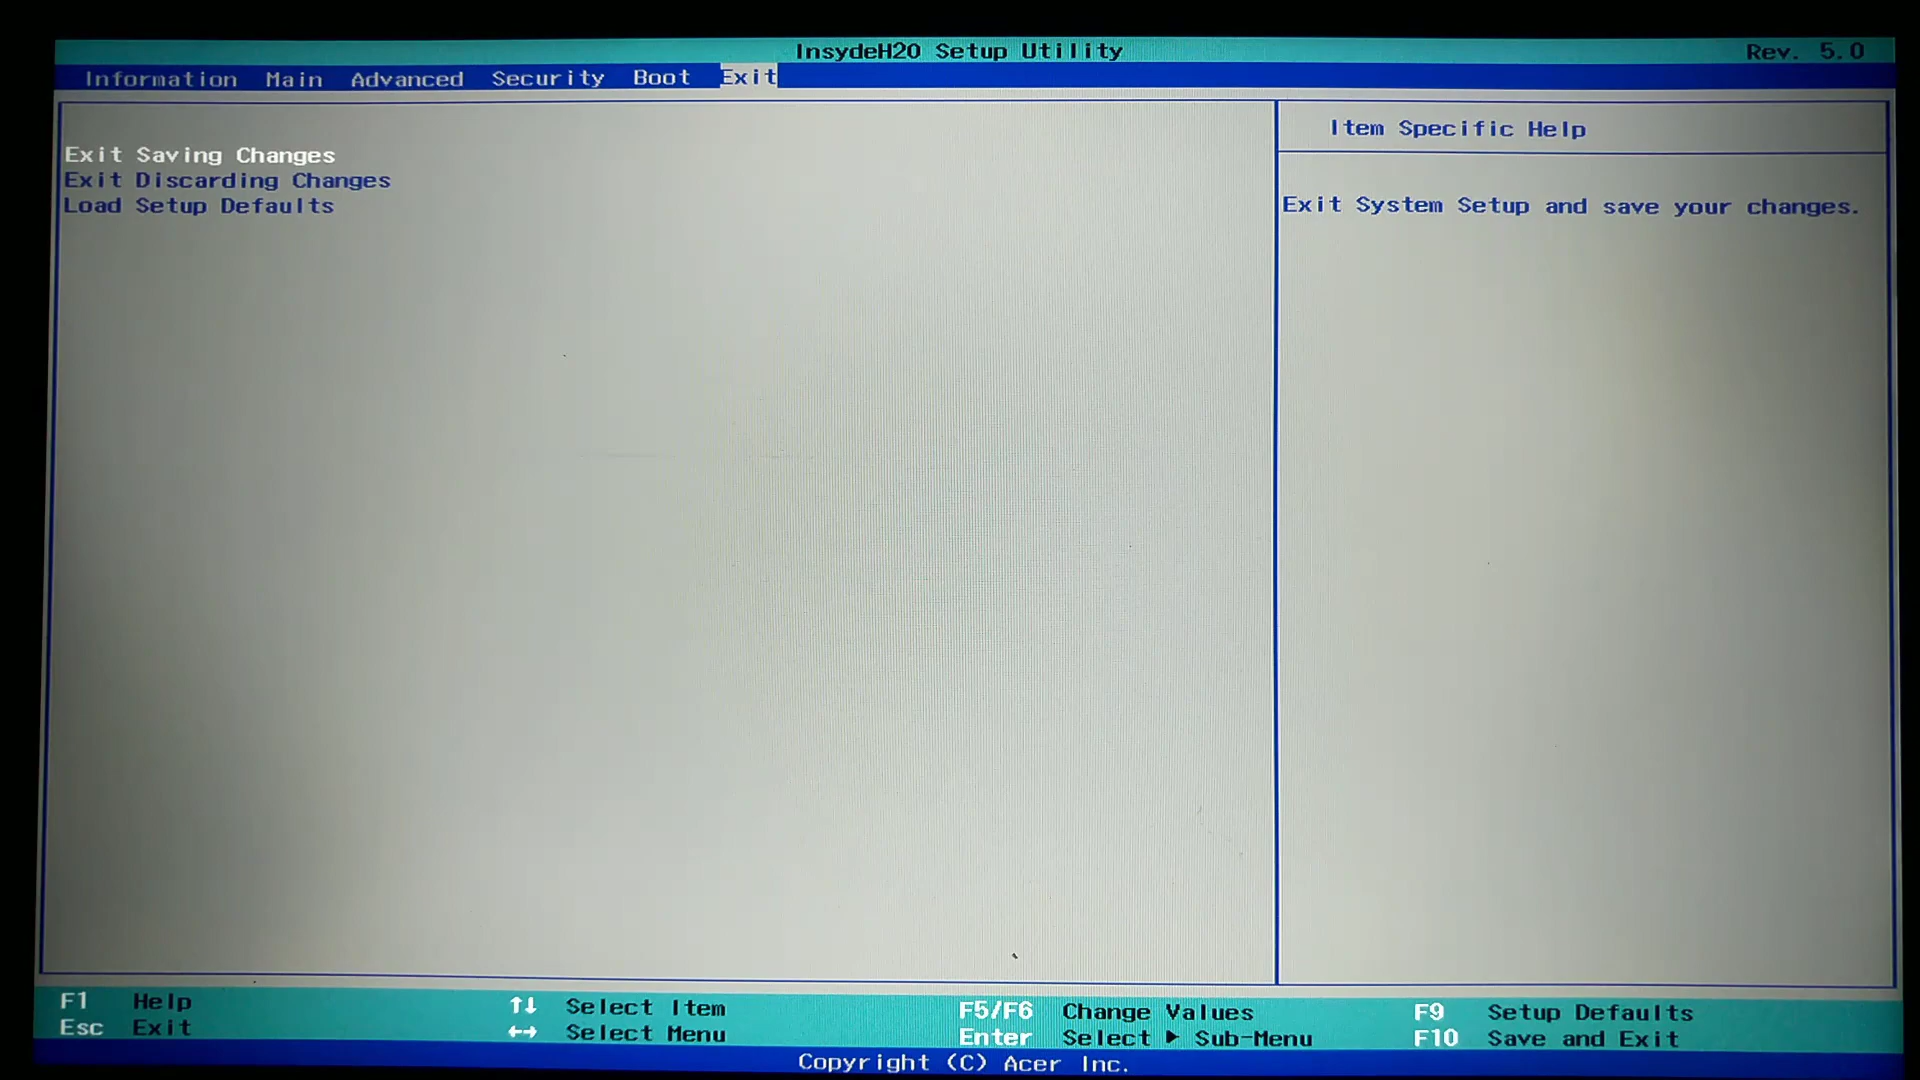 InsydeH2O Setup Utility Rev. 5.0
Information Main Advanced Security Boot Exit
Item Specific Help
Exit Saving Changes
Exit Discarding Changes
Load Setup Defaults
Exit System Setup and save your changes.
F1 Help ↑↓ Select Item F5/F6 Change Values F9 Setup Defaults
Esc Exit ←→ Select Menu Enter Select ▶ Sub-Menu F10 Save and Exit
Copyright (C) Acer Inc.